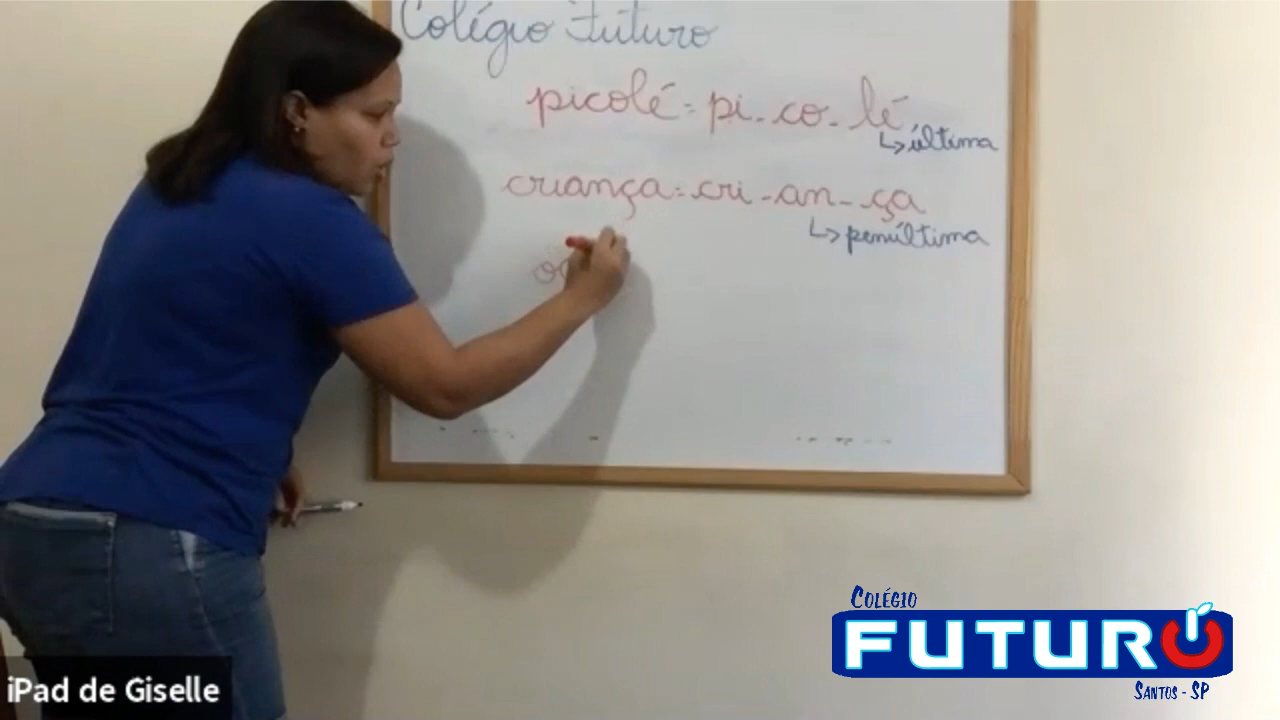 Colégio Futuro
picolé = pi - co - lé
↳ última
criança = cri - an - ça
↳ penúltima
iPad de Giselle
COLÉGIO
FUTURO
SANTOS - SP